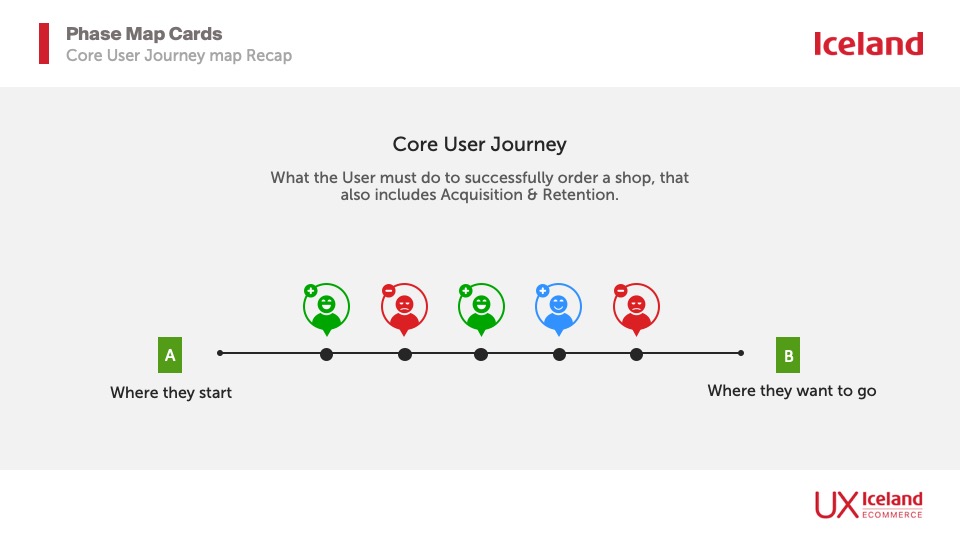 Phase Map Cards
Core User Journey map Recap
Iceland
Core User Journey
What the User must do to successfully order a shop, that
also includes Acquisition & Retention.
A
B
Where they start
Where they want to go
UX Iceland
ECOMMERCE